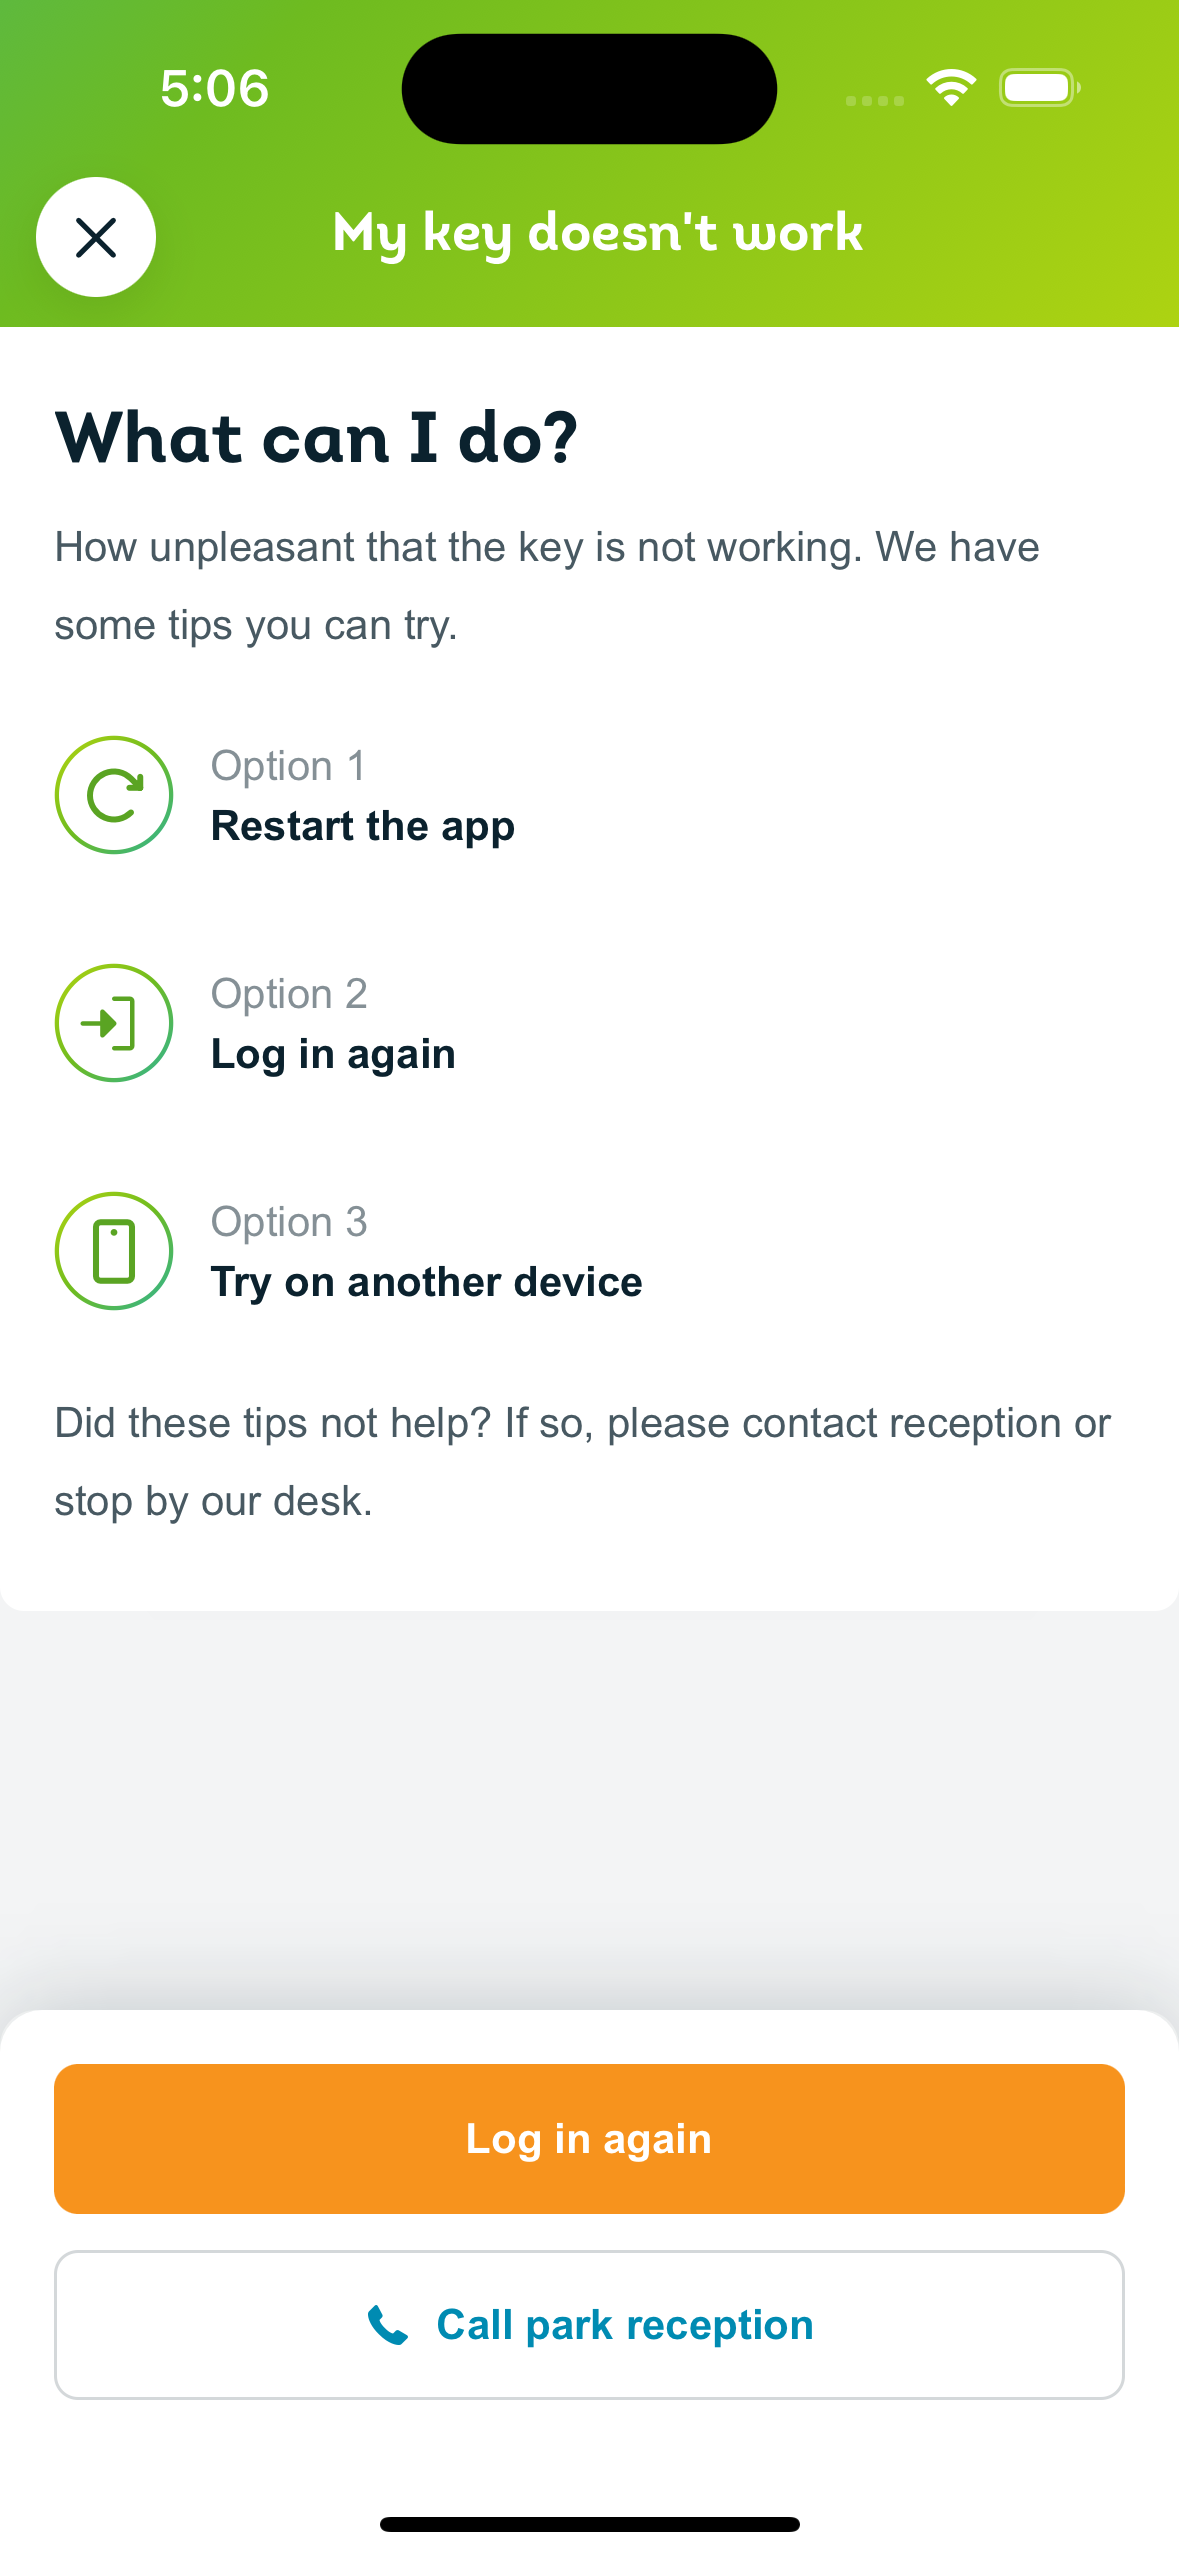 5:06
My key doesn't work
What can I do?
How unpleasant that the key is not working. We have
some tips you can try.
Option 1
Restart the app
Option 2
Log in again
Option 3
Try on another device
Did these tips not help? If so, please contact reception or
stop by our desk.
Log in again
Call park reception